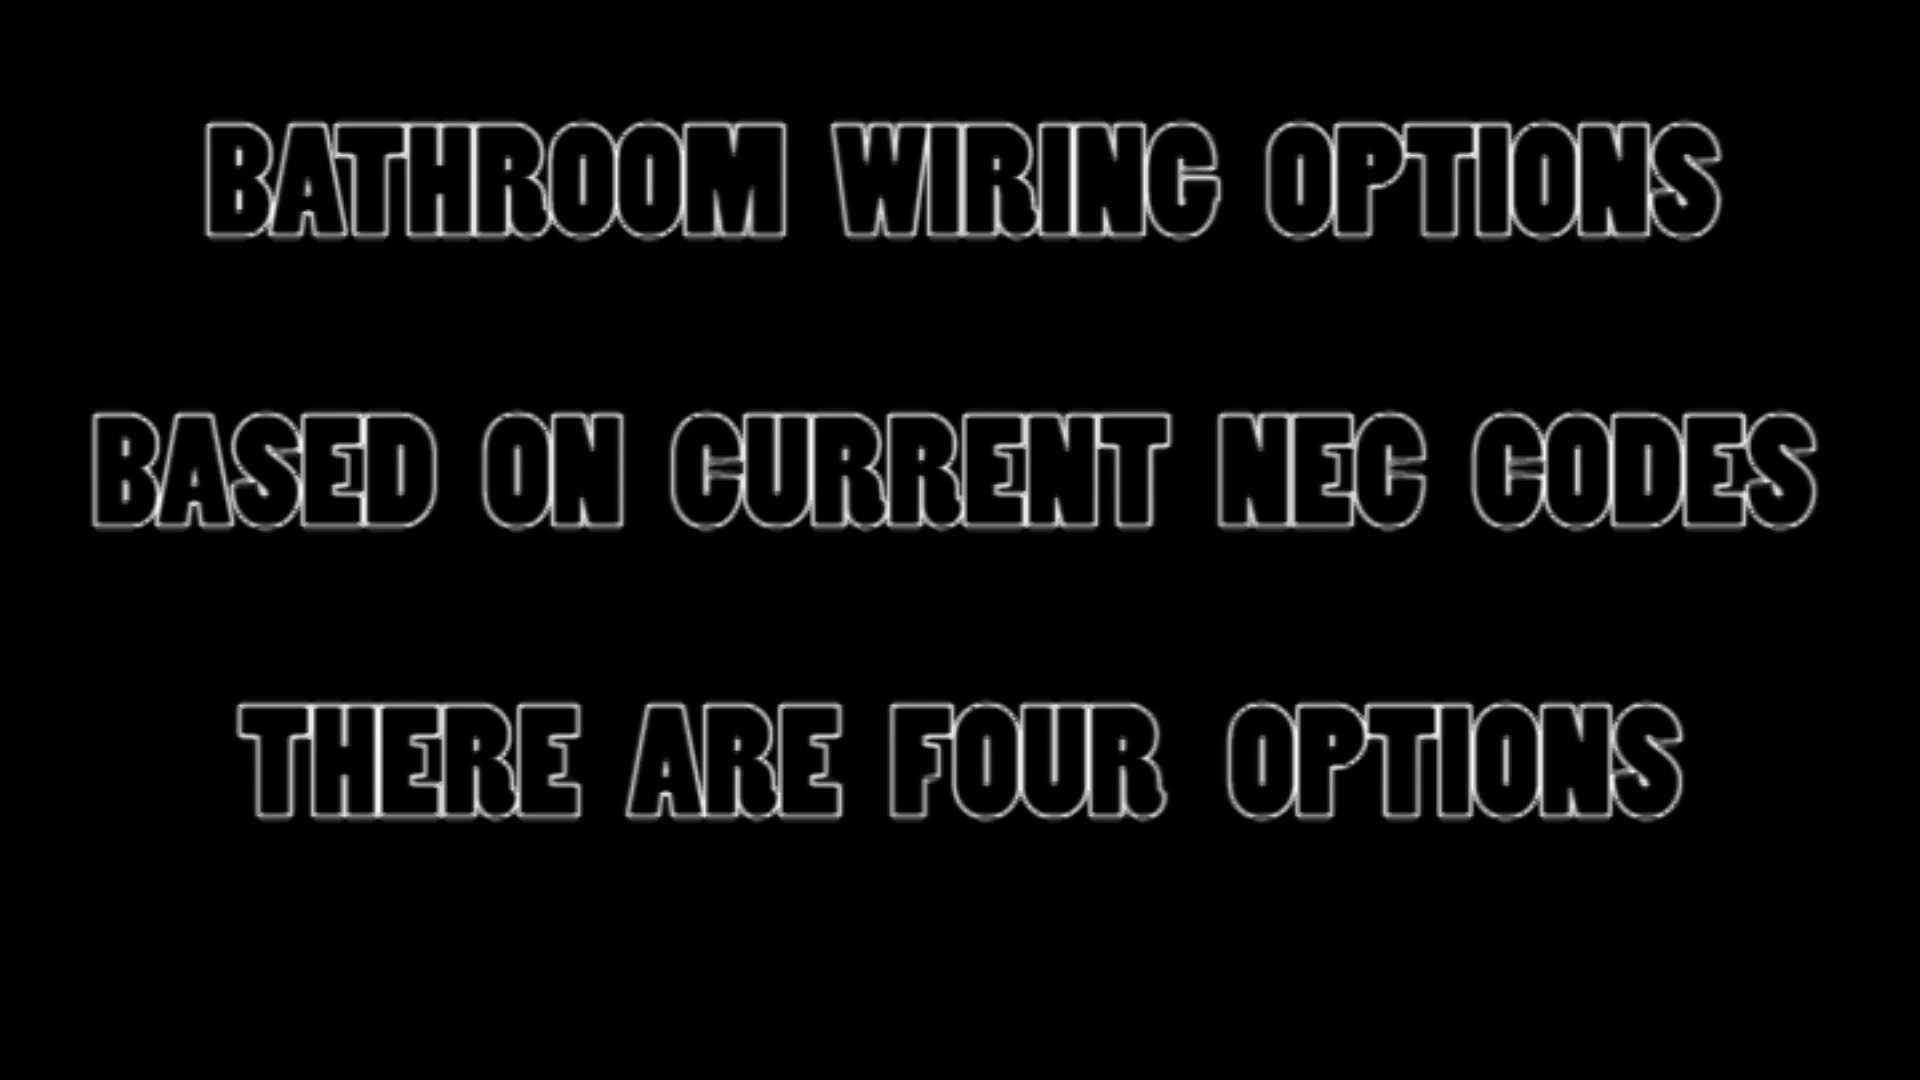 BATHROOM WIRING OPTIONS
BASED ON CURRENT NEC CODES
THERE ARE FOUR OPTIONS